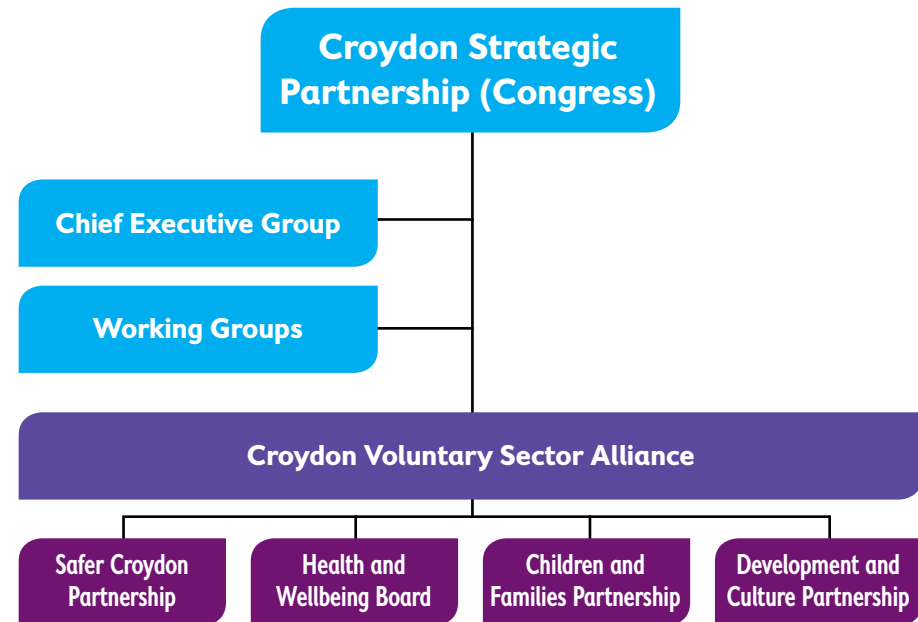 Croydon Strategic
Partnership (Congress)
Chief Executive Group
Working Groups
Croydon Voluntary Sector Alliance
Safer Croydon
Partnership
Health and
Wellbeing Board
Children and
Families Partnership
Development and
Culture Partnership